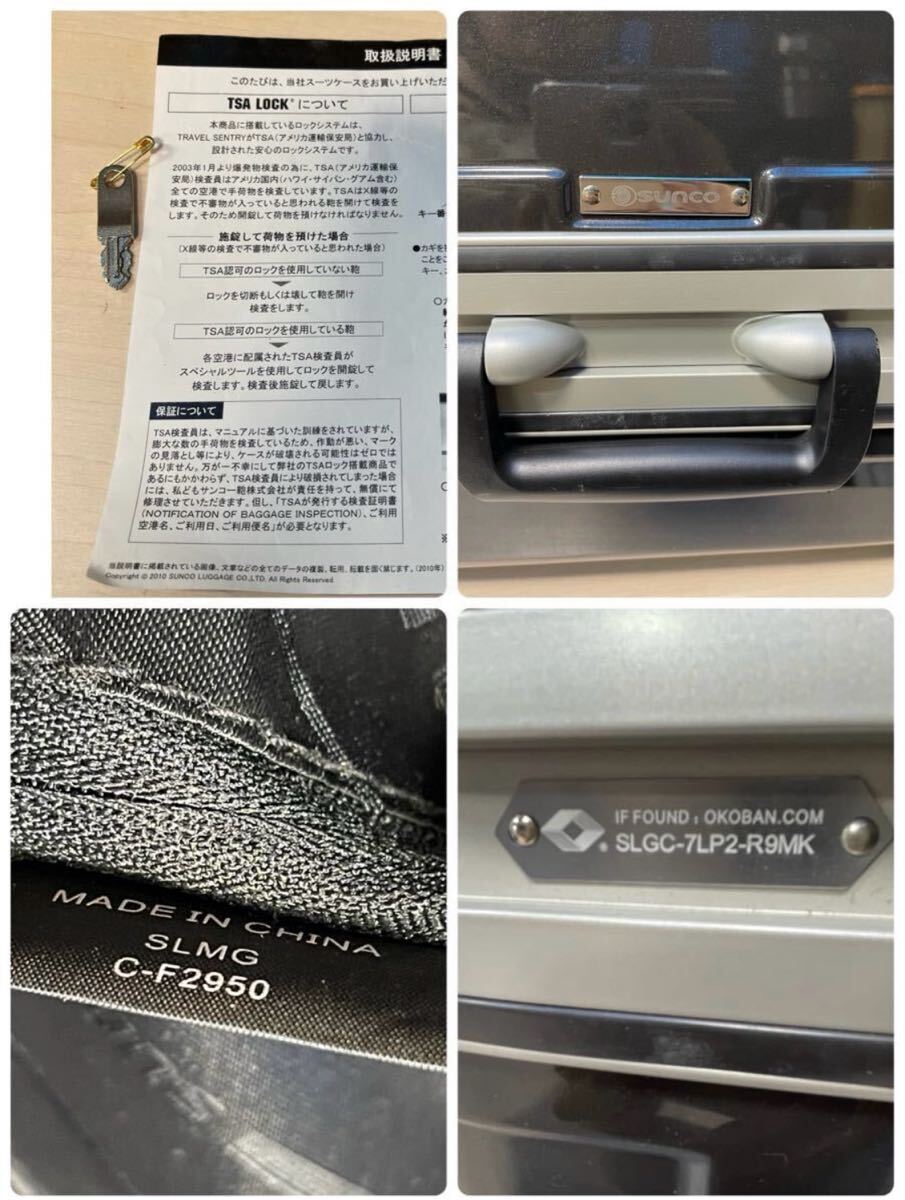 取扱説明書
このたびは、当社スーツケースをお買い上げいただ
TSA LOCK® について
本商品に搭載しているロックシステムは、
TRAVEL SENTRYがTSA(アメリカ運輸保安局)と協力し、
設計された安心のロックシステムです。
2003年1月より爆発物検査の為に、TSA(アメリカ運輸保
安局)検査員はアメリカ国内(ハワイ・サイパン・グアム含む)
全ての空港で手荷物を検査しています。TSAはX線等の
検査で不審物が入っていると思われる鞄を開けて検査を
します。そのため開錠して荷物を預けなければなりません。
施錠して荷物を預けた場合
(X線等の検査で不審物が入っていると思われた場合)
TSA認可のロックを使用していない鞄
ロックを切断もしくは壊して鞄を開け
検査をします。
TSA認可のロックを使用している鞄
各空港に配属されたTSA検査員が
スペシャルツールを使用してロックを開錠して
検査します。検査後施錠して戻します。
保証について
TSA検査員は、マニュアルに基づいた訓練をされていますが、
膨大な数の手荷物を検査しているため、作動が悪い、マーク
の見落とし等により、ケースが破壊される可能性はゼロでは
ありません。万が一不幸にして弊社のTSAロック搭載商品で
あるにもかかわらず、TSA検査員により破損されてしまった場合
には、私どもサンコー鞄株式会社が責任を持って、無償にて
修理させていただきます。但し、「TSAが発行する検査証明書
(NOTIFICATION OF BAGGAGE INSPECTION)、ご利用
空港名、ご利用日、ご利用便名」が必要となります。
当説明書に掲載されている画像、文章などの全てのデータの複製、転用、転載を固く禁じます。(2010年)
Copyright © 2010 SUNCO LUGGAGE CO.,LTD. All Rights Reserved.
キー番
●カギを
ことをこ
キー、
sunco
MADE IN CHINA
SLMG
C-F2950
IF FOUND : OKOBAN.COM
SLGC-7LP2-R9MK